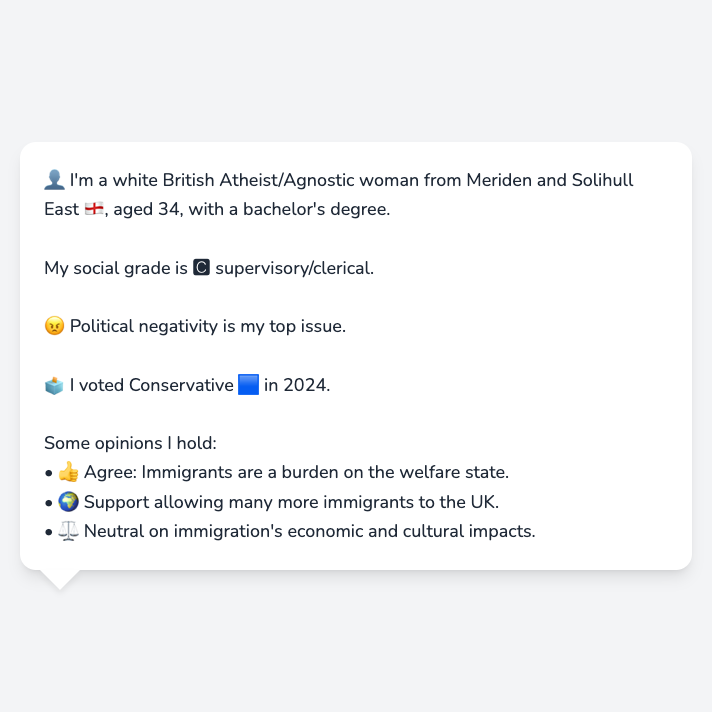 👤 I'm a white British Atheist/Agnostic woman from Meriden and Solihull
East 🏴󠁧󠁢󠁥󠁮󠁧󠁿, aged 34, with a bachelor's degree.
My social grade is 🅲 supervisory/clerical.
😠 Political negativity is my top issue.
🗳️ I voted Conservative 🟦 in 2024.
Some opinions I hold:
• 👍 Agree: Immigrants are a burden on the welfare state.
• 🌍 Support allowing many more immigrants to the UK.
• ⚖️ Neutral on immigration's economic and cultural impacts.